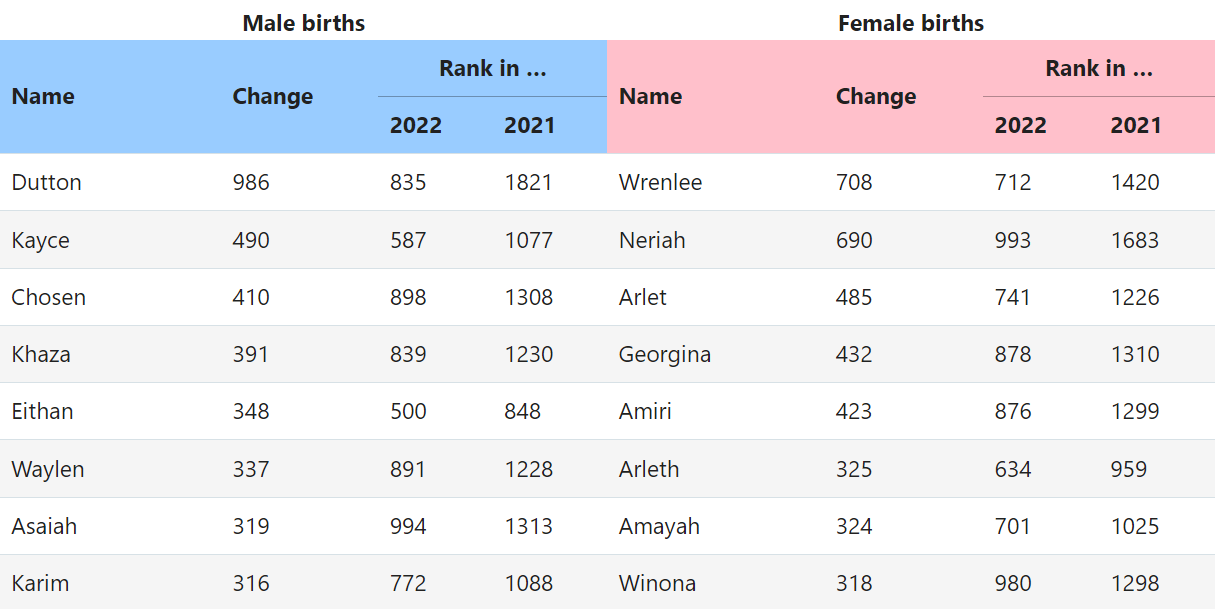 Male births Female births
Name Change Rank in ... Name Change Rank in ...
2022 2021 2022 2021
Dutton 986 835 1821 Wrenlee 708 712 1420
Kayce 490 587 1077 Neriah 690 993 1683
Chosen 410 898 1308 Arlet 485 741 1226
Khaza 391 839 1230 Georgina 432 878 1310
Eithan 348 500 848 Amiri 423 876 1299
Waylen 337 891 1228 Arleth 325 634 959
Asaiah 319 994 1313 Amayah 324 701 1025
Karim 316 772 1088 Winona 318 980 1298